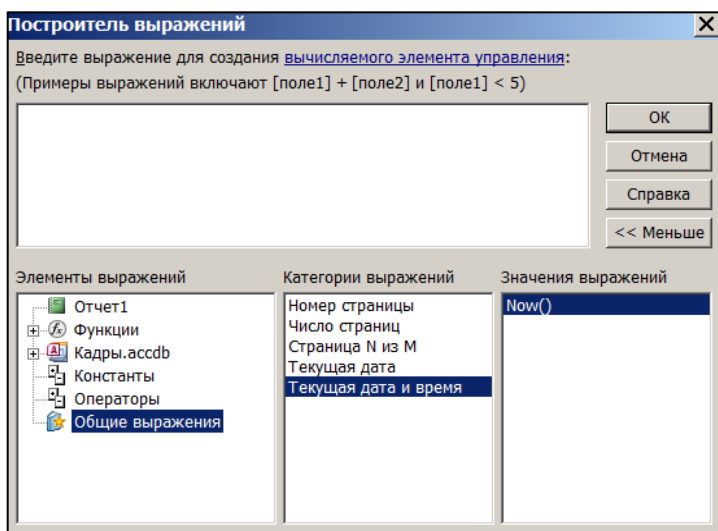 Построитель выражений
Введите выражение для создания вычисляемого элемента управления:
(Примеры выражений включают [поле1] + [поле2] и [поле1] < 5)
ОК
Отмена
Справка
<< Меньше
Элементы выражений
Отчет1
Функции
Кадры.accdb
Константы
Операторы
Общие выражения
Категории выражений
Номер страницы
Число страниц
Страница N из M
Текущая дата
Текущая дата и время
Значения выражений
Now()